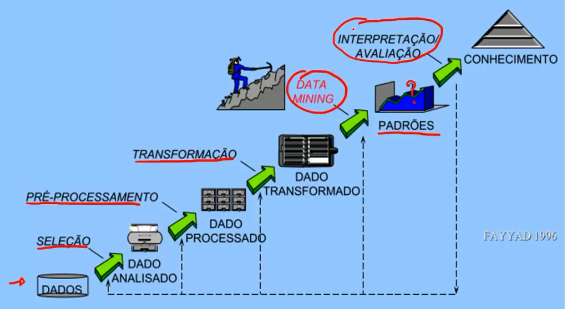 INTERPRETAÇÃO/
AVALIAÇÃO
CONHECIMENTO
DATA
MINING
PADRÕES
TRANSFORMAÇÃO
DADO
TRANSFORMADO
PRÉ-PROCESSAMENTO
DADO
PROCESSADO
SELEÇÃO
DADO
ANALISADO
DADOS
FAYYAD 1996
?